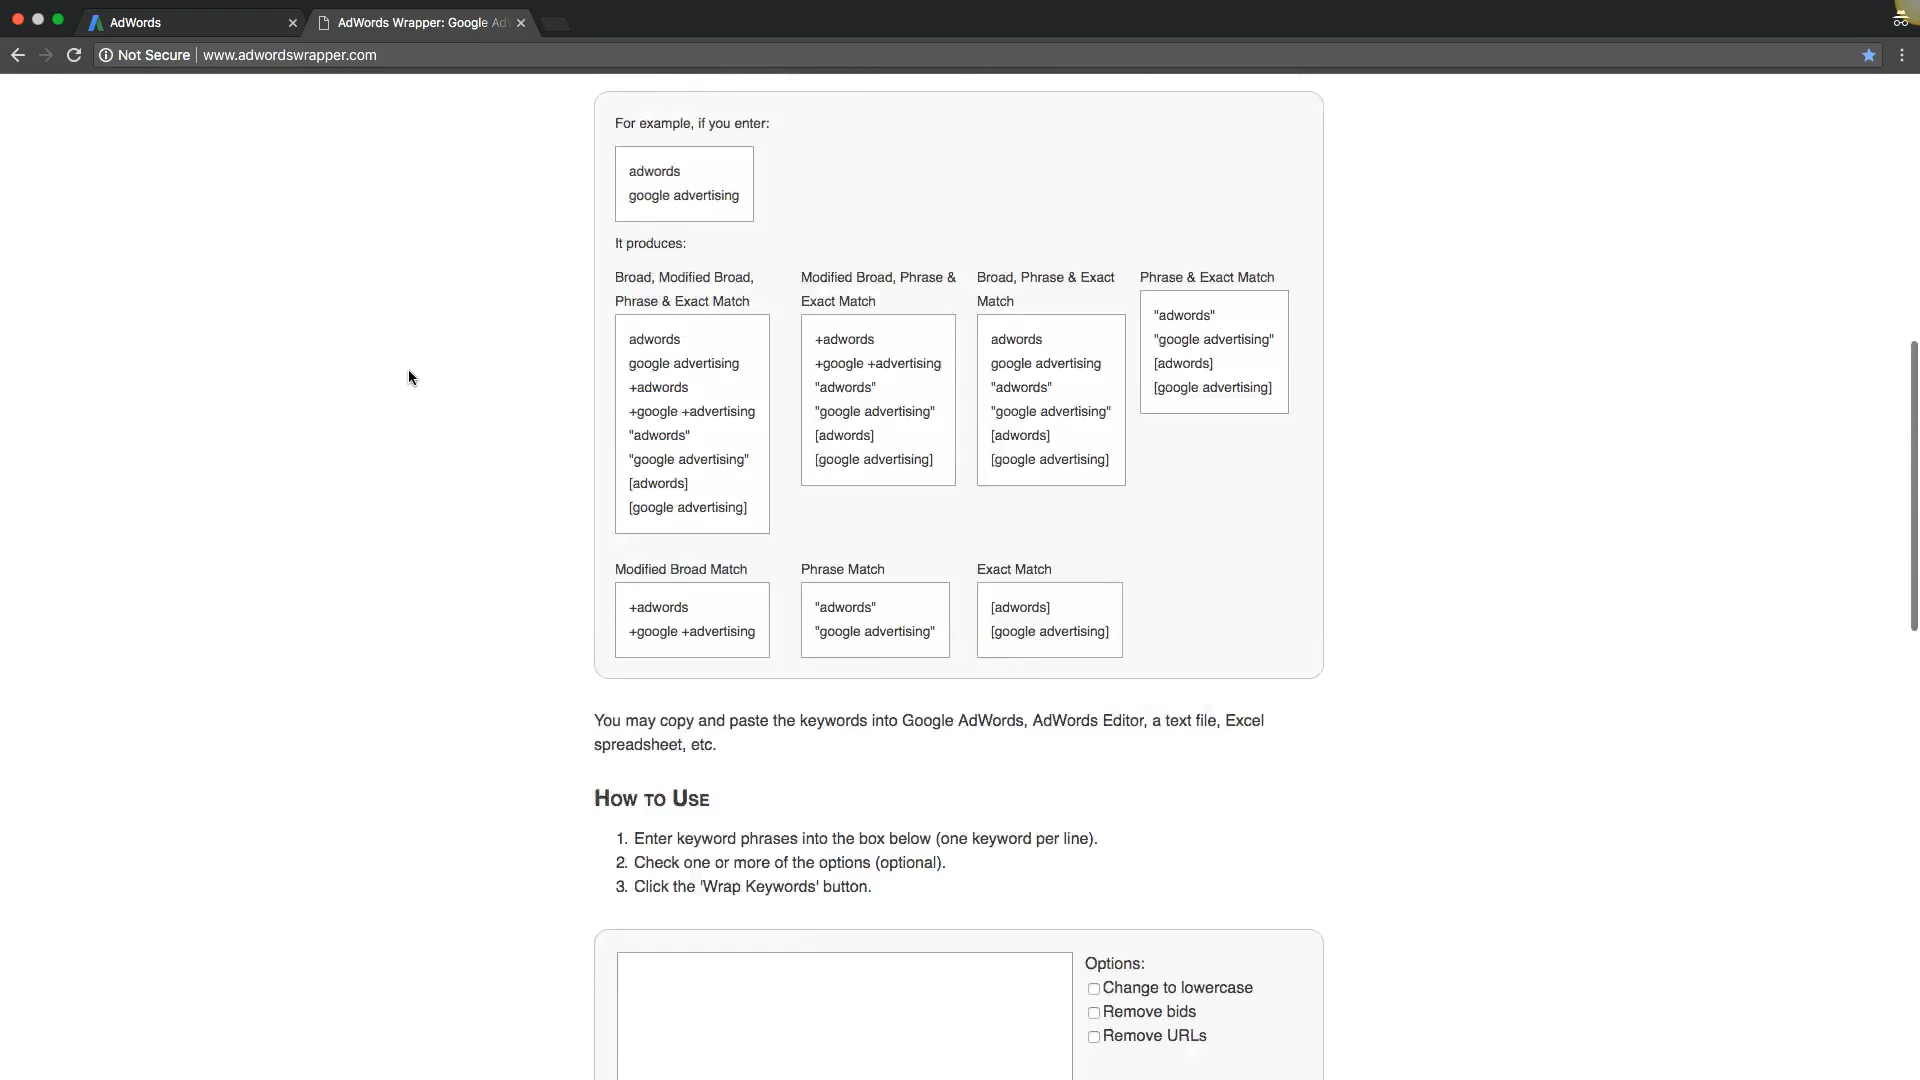 AdWords
AdWords Wrapper: Google Ad
Not Secure
www.adwordswrapper.com
For example, if you enter:
adwords
google advertising
It produces:
Broad, Modified Broad,
Phrase & Exact Match
adwords
google advertising
+adwords
+google +advertising
"adwords"
"google advertising"
[adwords]
[google advertising]
Modified Broad, Phrase &
Exact Match
+adwords
+google +advertising
"adwords"
"google advertising"
[adwords]
[google advertising]
Broad, Phrase & Exact
Match
adwords
google advertising
"adwords"
"google advertising"
[adwords]
[google advertising]
Phrase & Exact Match
"adwords"
"google advertising"
[adwords]
[google advertising]
Modified Broad Match
+adwords
+google +advertising
Phrase Match
"adwords"
"google advertising"
Exact Match
[adwords]
[google advertising]
You may copy and paste the keywords into Google AdWords, AdWords Editor, a text file, Excel
spreadsheet, etc.
How to Use
1. Enter keyword phrases into the box below (one keyword per line).
2. Check one or more of the options (optional).
3. Click the 'Wrap Keywords' button.
Options:
Change to lowercase
Remove bids
Remove URLs